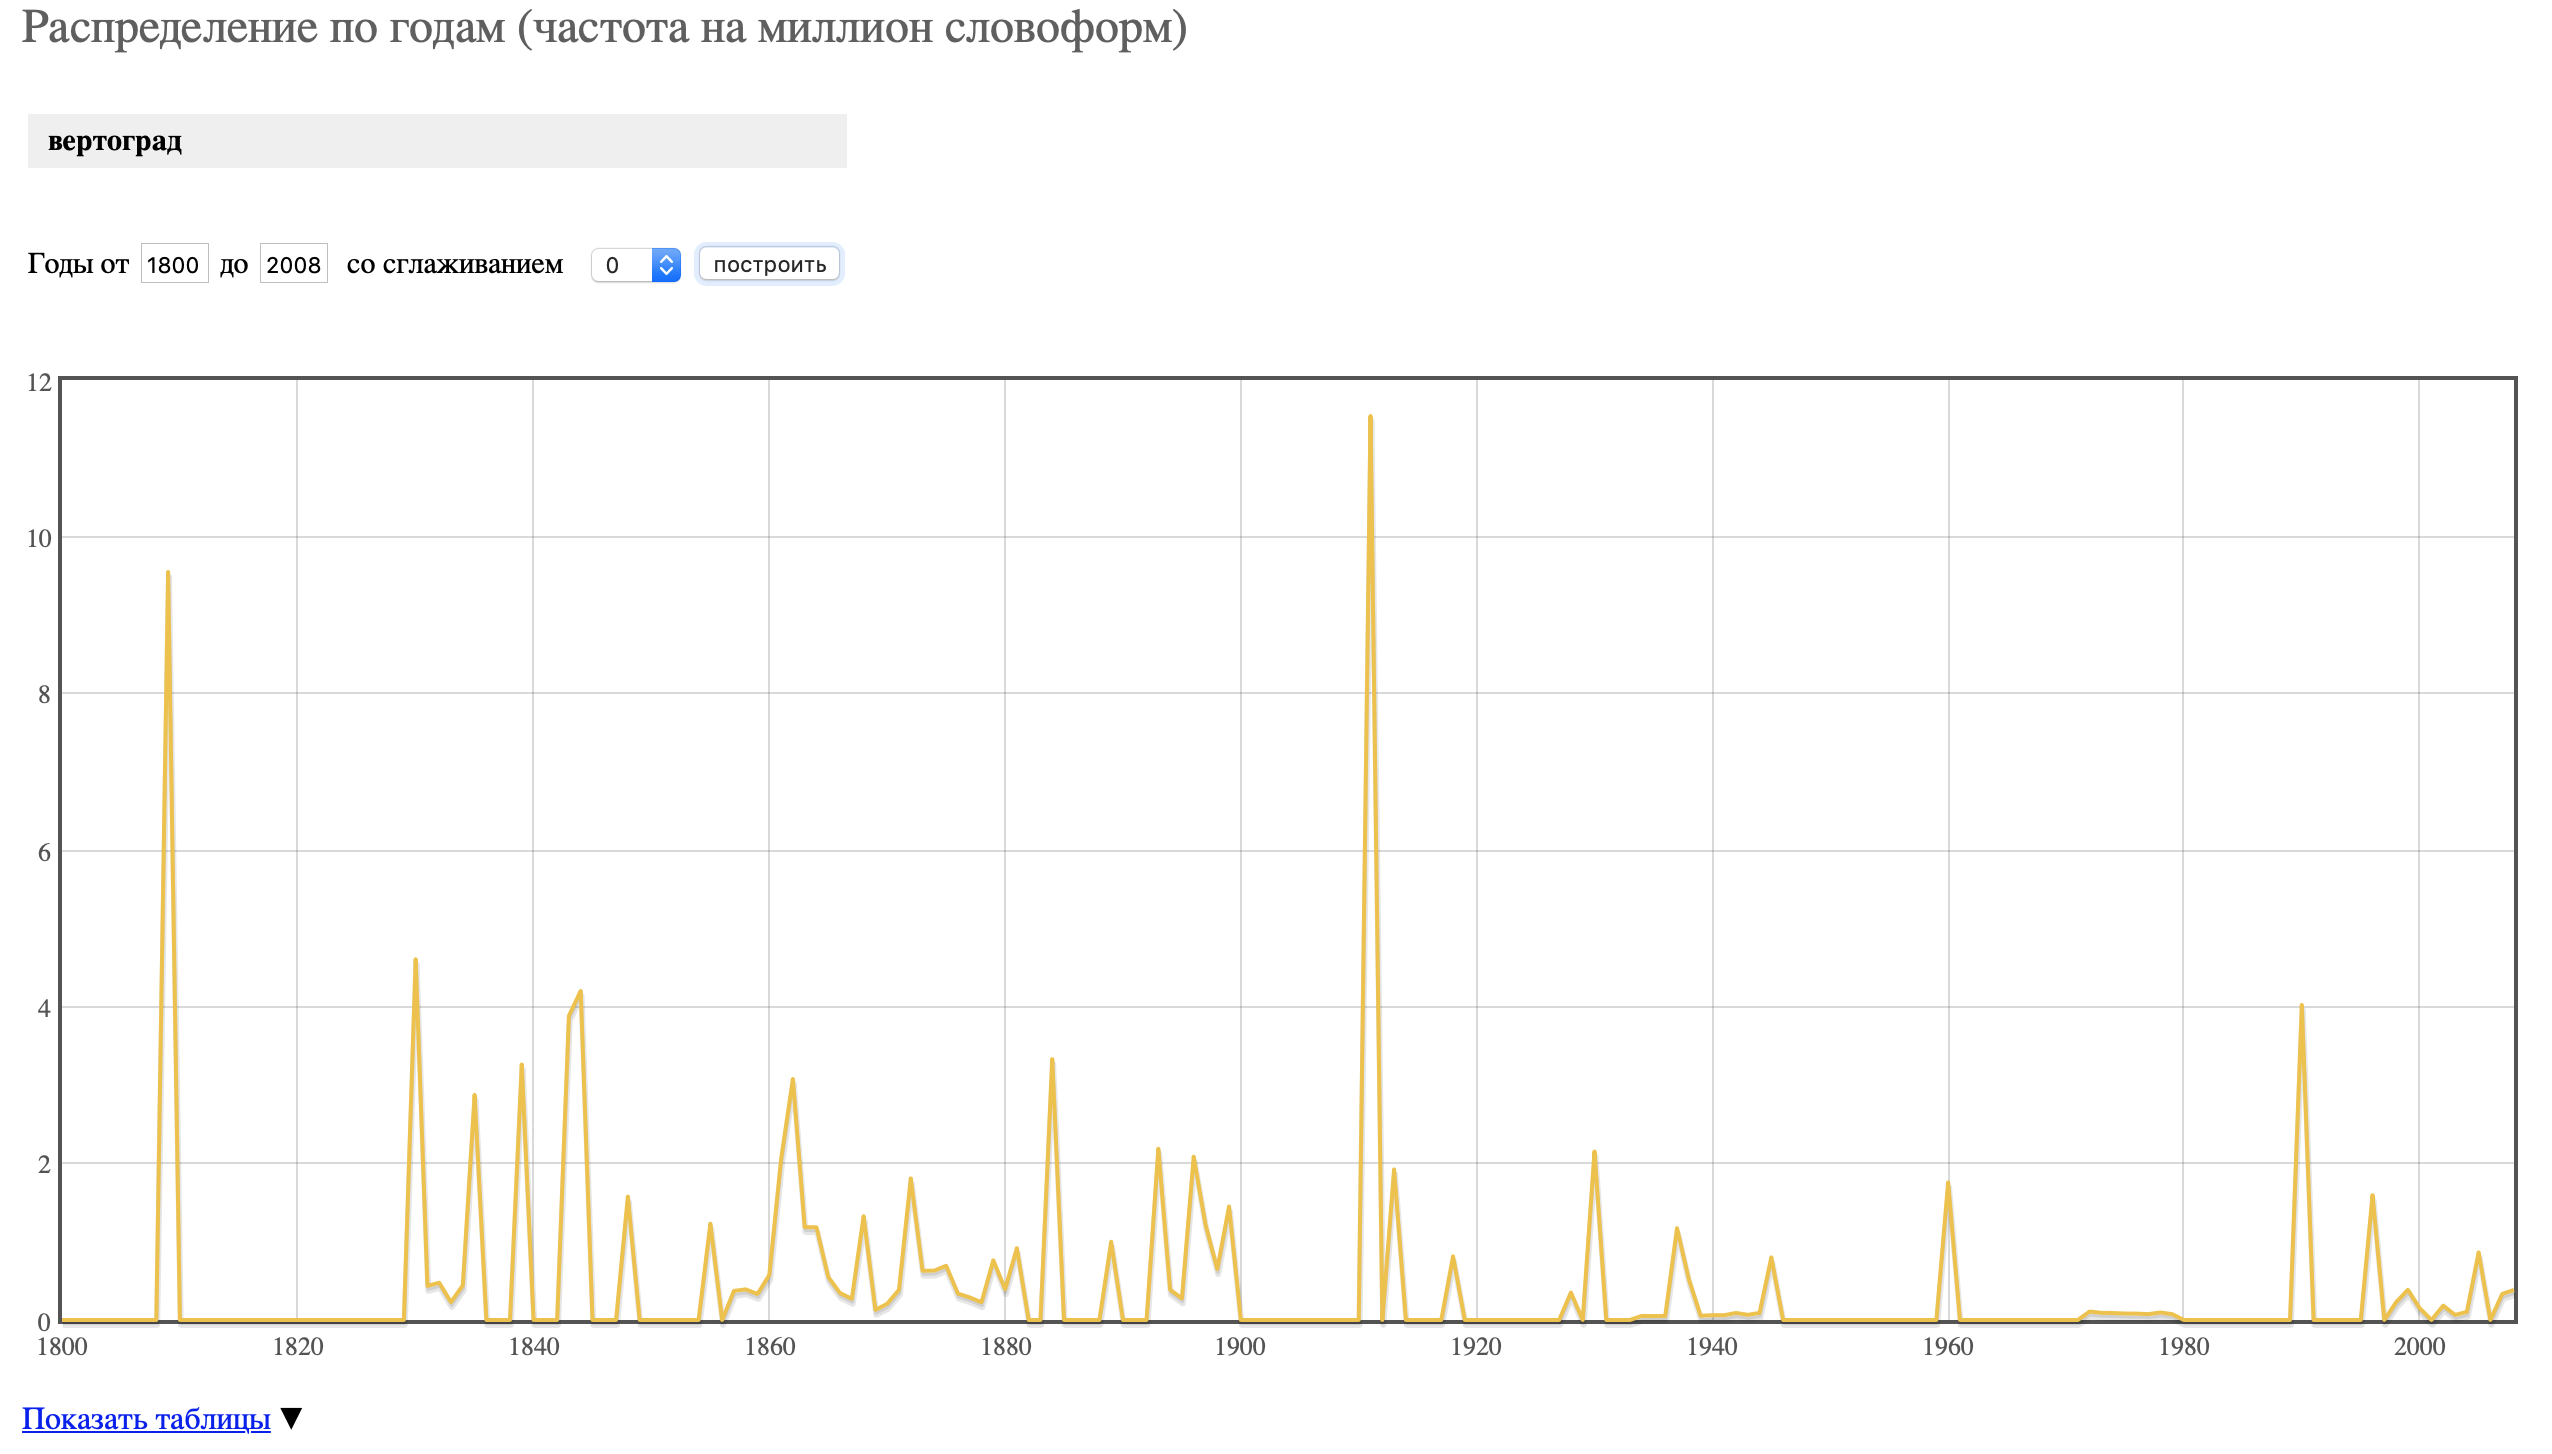 Распределение по годам (частота на миллион словоформ)
вертоград
Годы от 1800 до 2008 со сглаживанием 0 построить
12
10
8
6
4
2
0
1800 1820 1840 1860 1880 1900 1920 1940 1960 1980 2000
Показать таблицы ▼